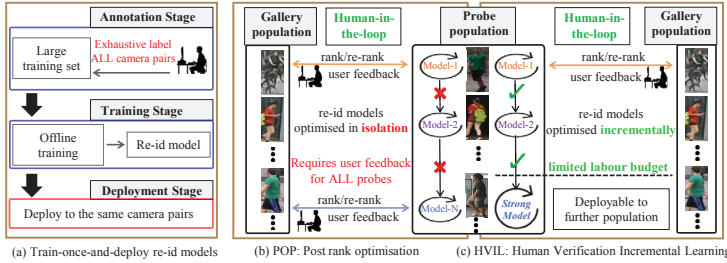 Annotation Stage
Large
training set
Exhaustive label
ALL camera pairs
Training Stage
Offline
training
Re-id model
Deployment Stage
Deploy to the same camera pairs
(a) Train-once-and-deploy re-id models
Gallery
population
Human-in-
the-loop
Probe
population
Human-in-
the-loop
Gallery
population
rank/re-rank
user feedback
Model-1
Model-1
rank/re-rank
user feedback
re-id models
optimised in isolation
Model-2
Model-2
re-id models
optimised incrementally
Requires user feedback
for ALL probes
limited labour budget
rank/re-rank
user feedback
Model-N
Strong
Model
Deployable to
further population
(b) POP: Post rank optimisation
(c) HVIL: Human Verification Incremental Learning